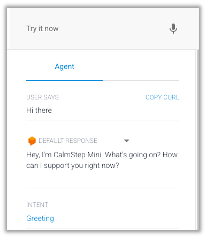 Try it now
Agent
USER SAYS COPY CURL
Hi there
DEFAULT RESPONSE
Hey, I'm CalmStep Mini. What's going on? How
can I support you right now?
INTENT
Greeting